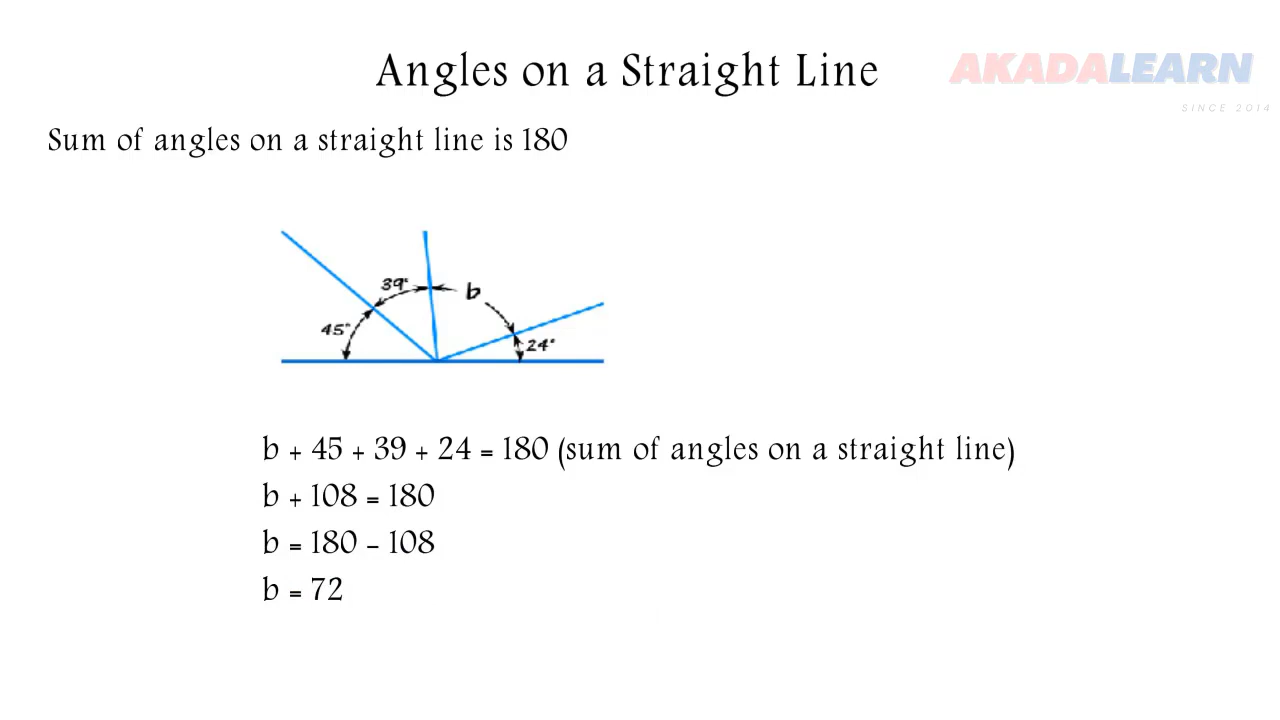 Angles on a Straight Line
AKADALEARN
SINCE 2014
Sum of angles on a straight line is 180
39°
b
45°
24°
b + 45 + 39 + 24 = 180 (sum of angles on a straight line)
b + 108 = 180
b = 180 – 108
b = 72